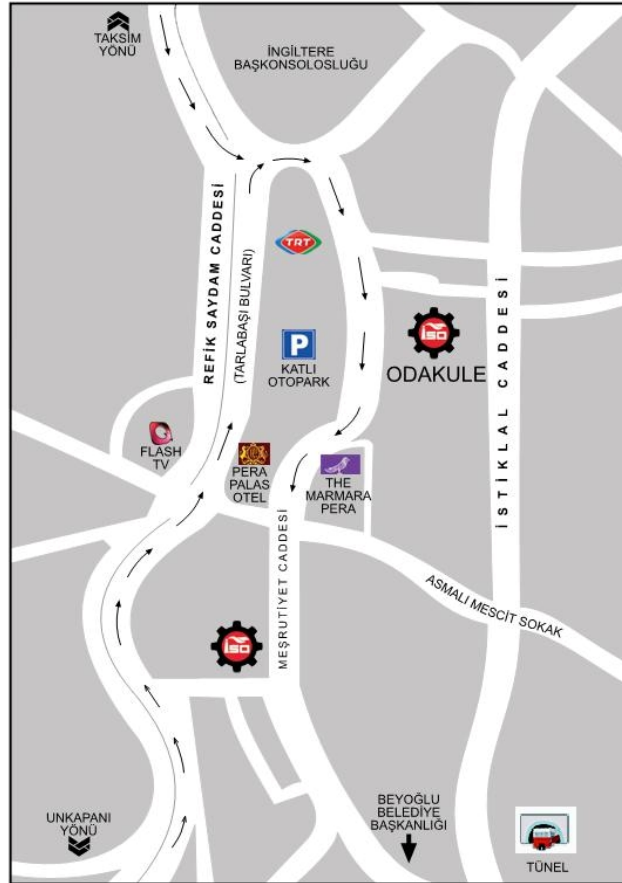 TAKSİM
YÖNÜ
İNGİLTERE
BAŞKONSOLOSLUĞU
REFİK SAYDAM CADDESİ
(TARLABAŞI BULVARI)
TRT
P
KATLI
OTOPARK
İSO
ODAKULE
İSTİKLAL CADDESİ
FLASH
TV
PERA
PALAS
OTEL
THE
MARMARA
PERA
MEŞRUTİYET CADDESİ
ASMALI MESCİT SOKAK
İSO
UNKAPANI
YÖNÜ
BEYOĞLU
BELEDİYE
BAŞKANLIĞI
TÜNEL